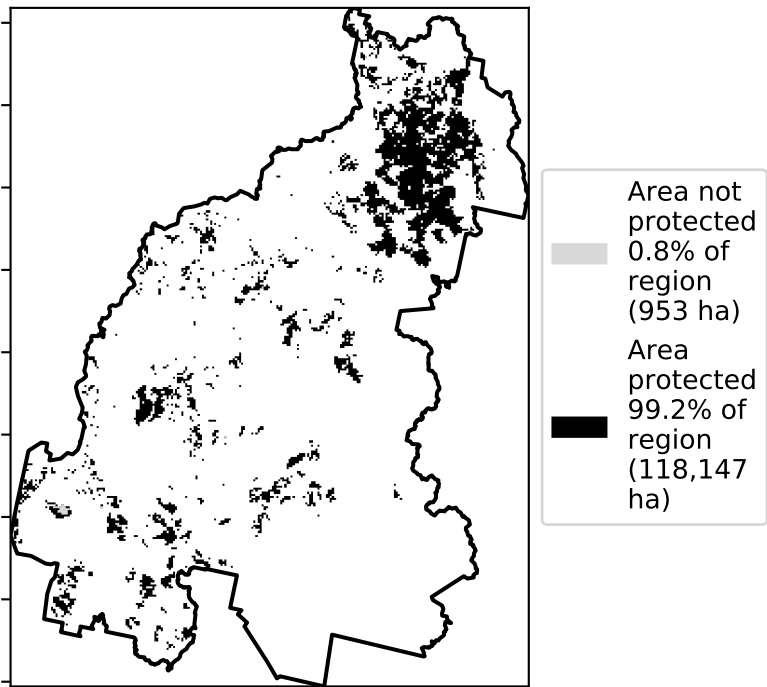 Area not
protected
0.8% of
region
(953 ha)
Area
protected
99.2% of
region
(118,147
ha)